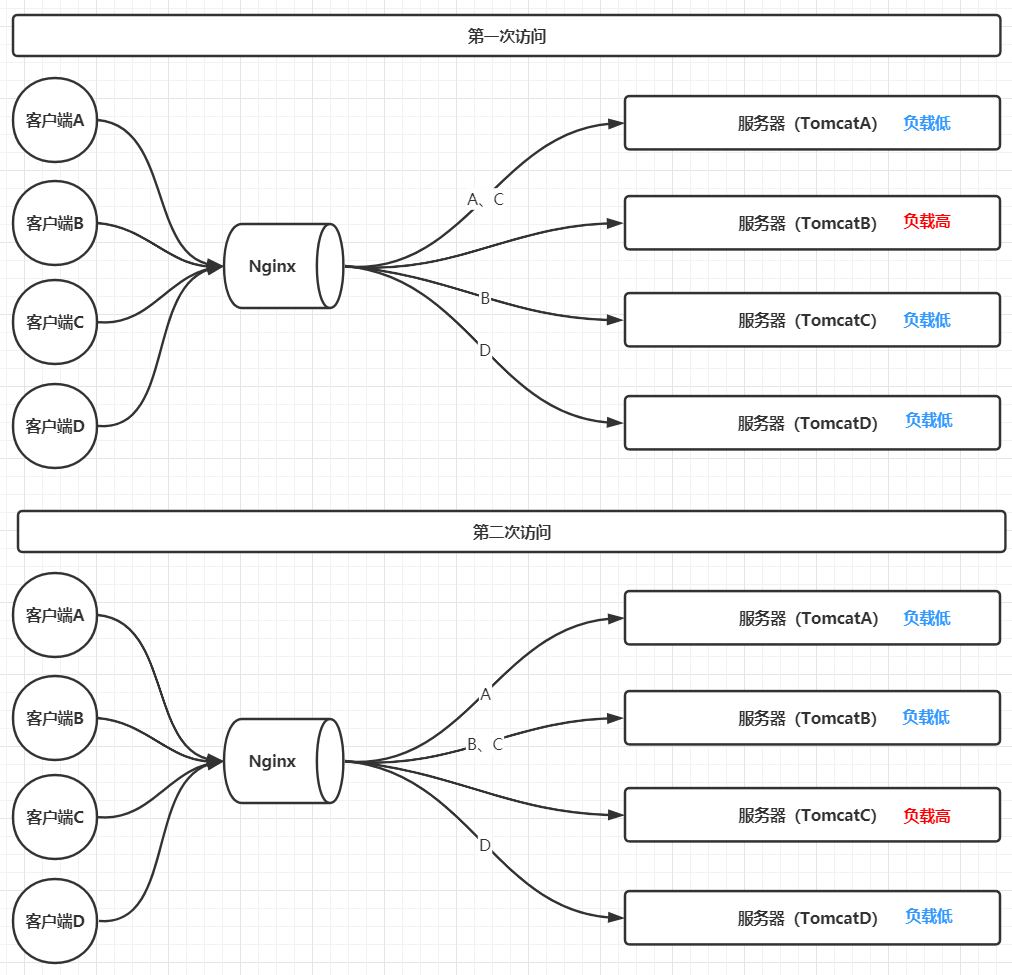 第一次访问
客户端A
客户端B
客户端C
客户端D
Nginx
A、C
B
D
服务器（TomcatA） 负载低
服务器（TomcatB） 负载高
服务器（TomcatC） 负载低
服务器（TomcatD） 负载低
第二次访问
客户端A
客户端B
客户端C
客户端D
Nginx
A
B、C
D
服务器（TomcatA） 负载低
服务器（TomcatB） 负载低
服务器（TomcatC） 负载高
服务器（TomcatD） 负载低